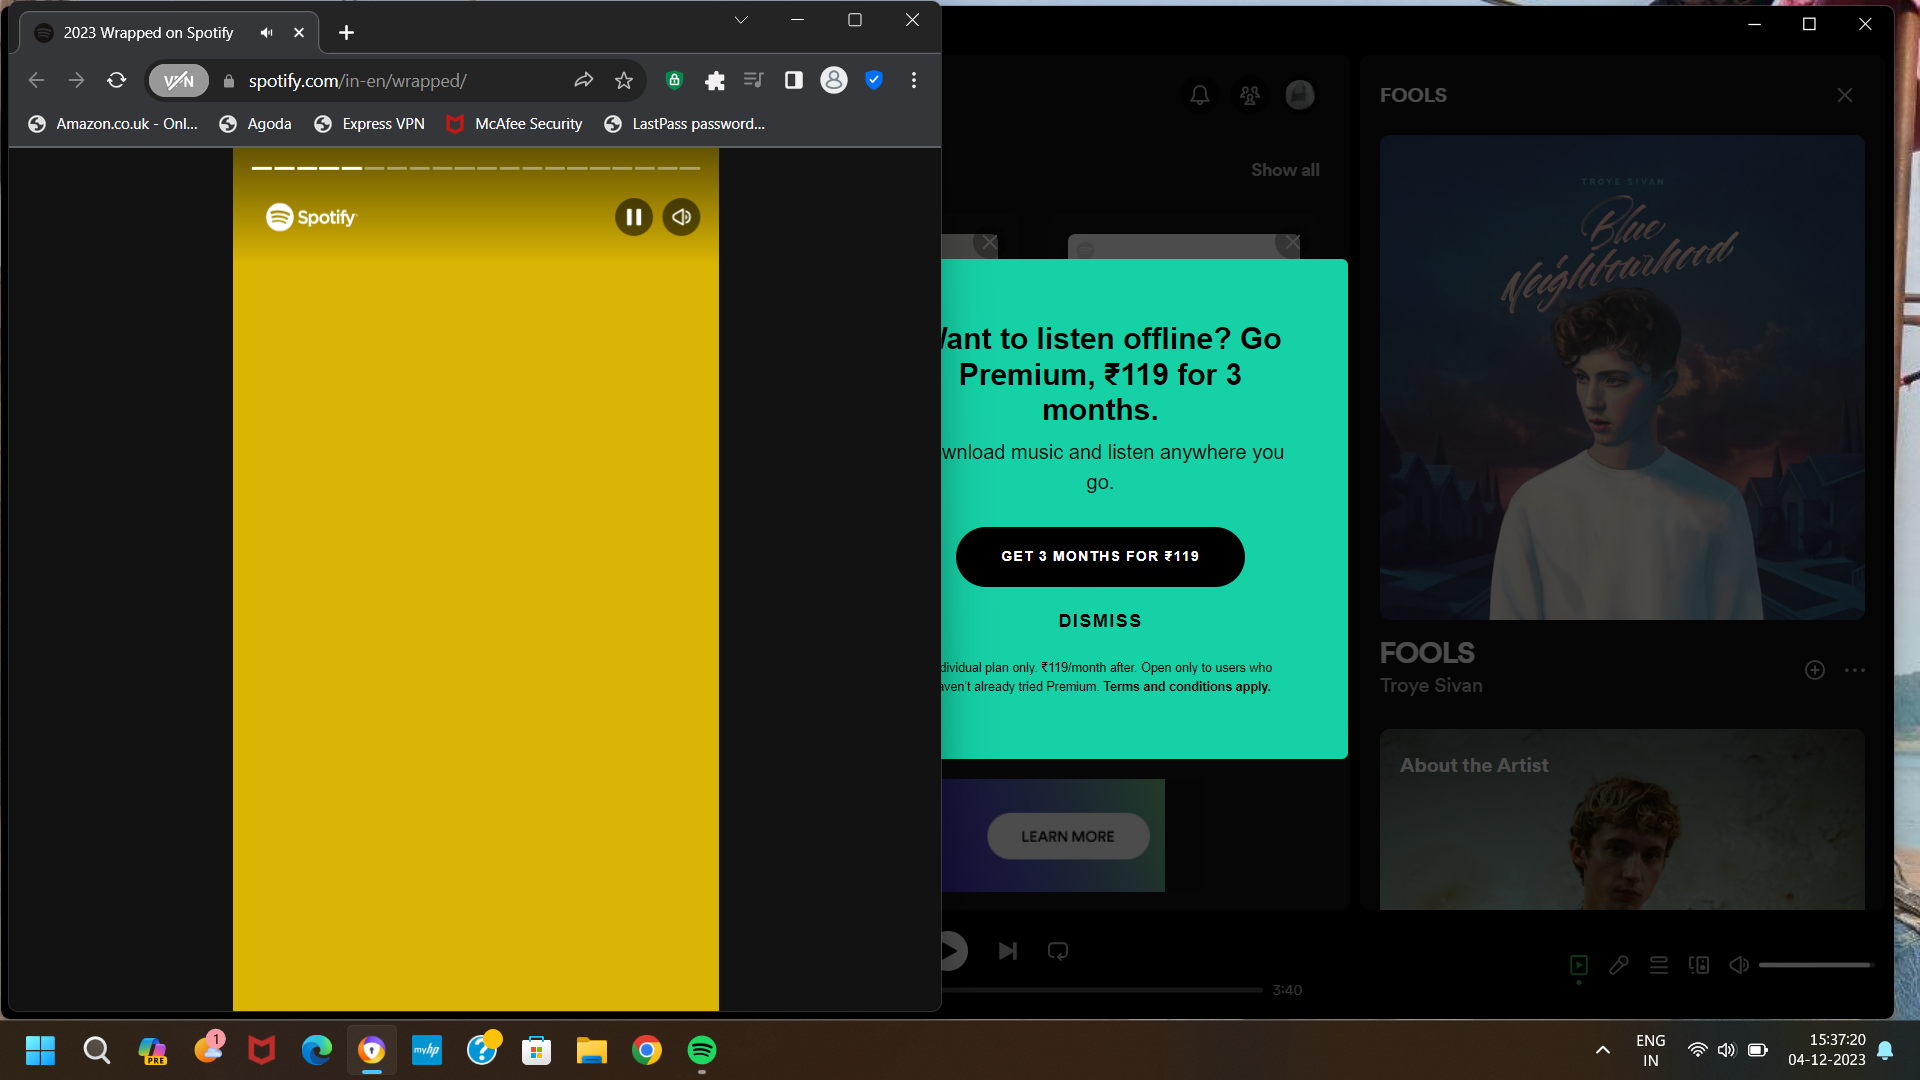 2023 Wrapped on Spotify
VPN
spotify.com/in-en/wrapped/
Amazon.co.uk - Onl...
Agoda
Express VPN
McAfee Security
LastPass password...
Spotify
Show all
Want to listen offline? Go
Premium, ₹119 for 3
months.
wnload music and listen anywhere you
go.
GET 3 MONTHS FOR ₹119
DISMISS
dividual plan only. ₹119/month after. Open only to users who
aven't already tried Premium. Terms and conditions apply.
LEARN MORE
3:40
FOOLS
TROYE SIVAN
Blue
Neighbourhood
FOOLS
Troye Sivan
About the Artist
PRE
1
myhp
ENG
IN
15:37:20
04-12-2023